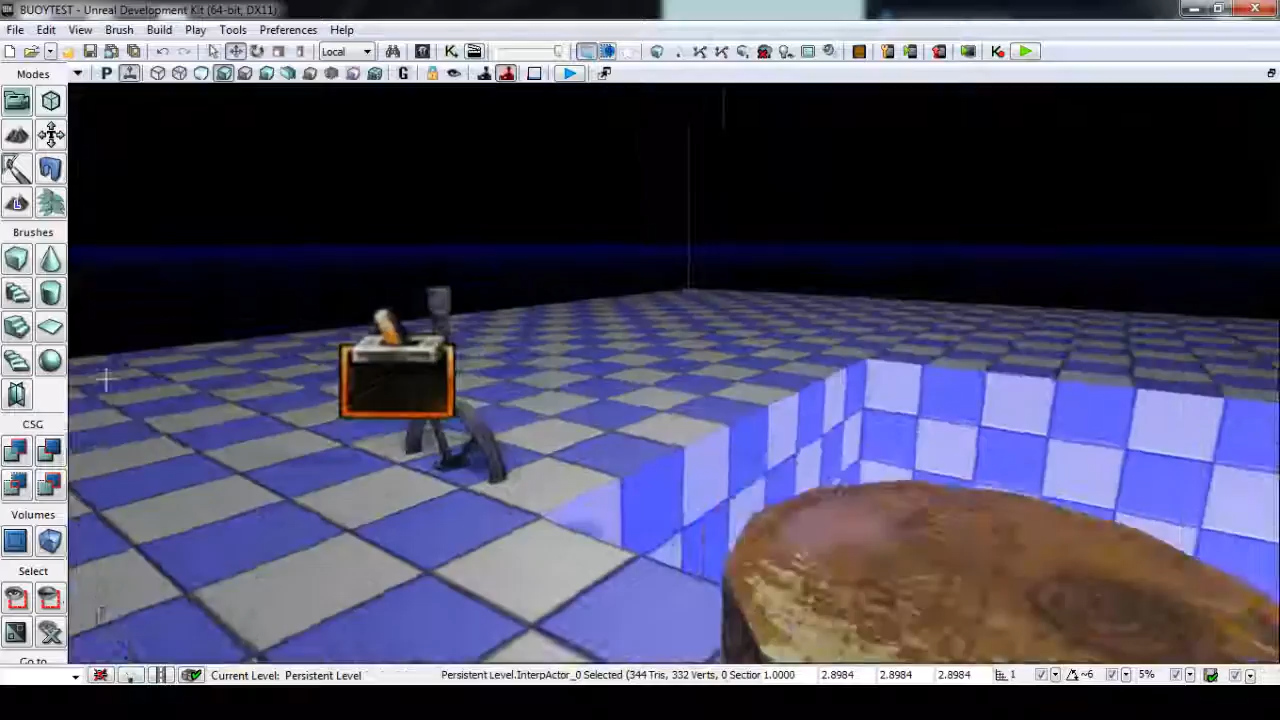 BUOYTEST - Unreal Development Kit (64-bit, DX11)
File Edit View Brush Build Play Tools Preferences Help
Local
Modes
P
G
L
Brushes
CSG
Volumes
Select
Go to
Current Level: Persistent Level
Persistent Level.InterpActor_0 Selected (344 Tris, 332 Verts, 0 Section 1.0000 2.8984 2.8984 2.8984 1 ~6 5%